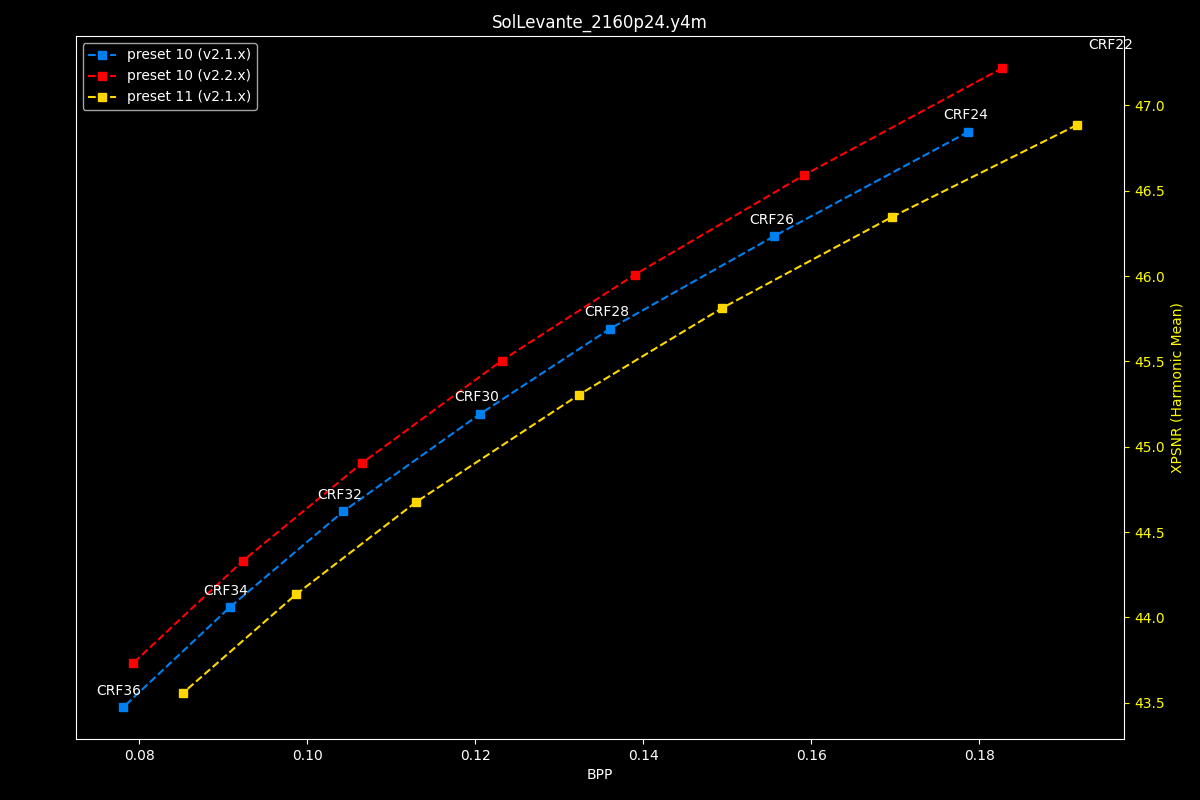 SolLevante_2160p24.y4m
preset 10 (v2.1.x)
preset 10 (v2.2.x)
preset 11 (v2.1.x)
CRF22
CRF24
CRF26
CRF28
CRF30
CRF32
CRF34
CRF36
47.0
46.5
46.0
45.5
45.0
44.5
44.0
43.5
XPSNR (Harmonic Mean)
0.08 0.10 0.12 0.14 0.16 0.18
BPP